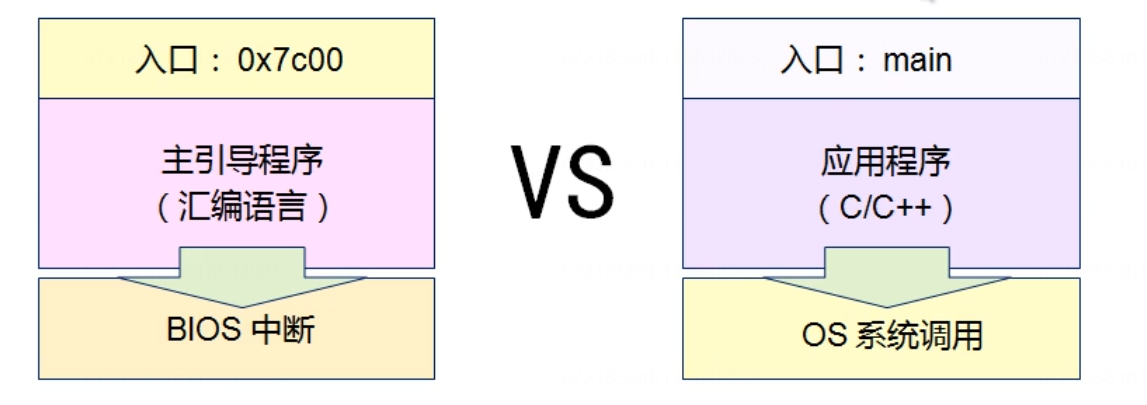 入口：0x7c00
主引导程序
（汇编语言）
BIOS 中断
VS
入口：main
应用程序
（C/C++）
OS 系统调用